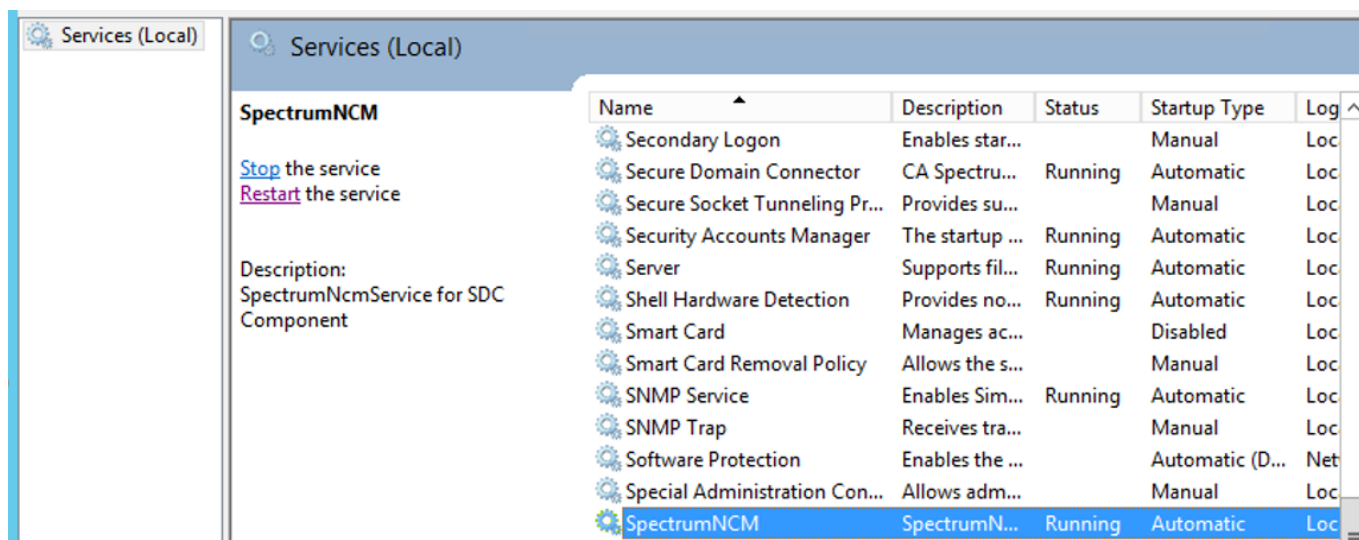 Services (Local)
Services (Local)
SpectrumNCM
Stop the service
Restart the service
Description:
SpectrumNcmService for SDC
Component
Name Description Status Startup Type Log
Secondary Logon Enables star... Manual Loc
Secure Domain Connector CA Spectru... Running Automatic Loc
Secure Socket Tunneling Pr... Provides su... Manual Loc
Security Accounts Manager The startup ... Running Automatic Loc
Server Supports fil... Running Automatic Loc
Shell Hardware Detection Provides no... Running Automatic Loc
Smart Card Manages ac... Disabled Loc
Smart Card Removal Policy Allows the s... Manual Loc
SNMP Service Enables Sim... Running Automatic Loc
SNMP Trap Receives tra... Manual Loc
Software Protection Enables the ... Automatic (D... Net
Special Administration Con... Allows adm... Manual Loc
SpectrumNCM SpectrumN... Running Automatic Loc